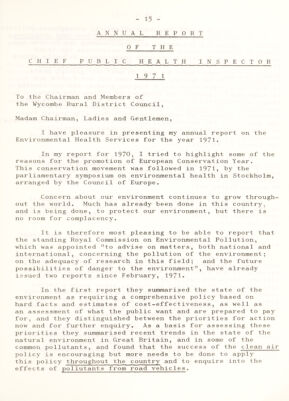 - 15 -
ANNUAL REPORT
OF THE
CHIEF PUBLIC HEALTH INSPECTOR
1971
To the Chairman and Members of
the Wycombe Rural District Council,
Madam Chairman, Ladies and Gentlemen,
I have pleasure in presenting my annual report on the
Environmental Health Services for the year 1971.
In my report for 1970, I tried to highlight some of the
reasons for the promotion of European Conservation Year.
This conservation movement was followed in 1971, by the
parliamentary symposium on environmental health in Stockholm,
arranged by the Council of Europe.
Concern about our environment continues to grow through-
out the world. Much has already been done in this country,
and is being done, to protect our environment, but there is
no room for complacency.
It is therefore most pleasing to be able to report that
the standing Royal Commission on Environmental Pollution,
which was appointed "to advise on matters, both national and
international, concerning the pollution of the environment;
on the adequacy of research in this field; and the future
possibilities of danger to the environment", have already
issued two reports since February, 1971.
In the first report they summarised the state of the
environment as requiring a comprehensive policy based on
hard facts and estimates of cost-effectiveness, as well as
an assessment of what the public want and are prepared to pay
for, and they distinguished between the priorities for action
now and for further enquiry. As a basis for assessing these
priorities they summarised recent trends in the state of the
natural environment in Great Britain, and in some of the
common pollutants, and found that the success of the clean air
policy is encouraging but more needs to be done to apply
this policy throughout the country and to enquire into the
effects of pollutants from road vehicles.